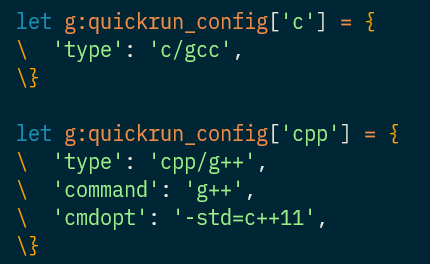 let g:quickrun_config['c'] = {
\  'type': 'c/gcc',
\}

let g:quickrun_config['cpp'] = {
\  'type': 'cpp/g++',
\  'command': 'g++',
\  'cmdopt': '-std=c++11',
\}